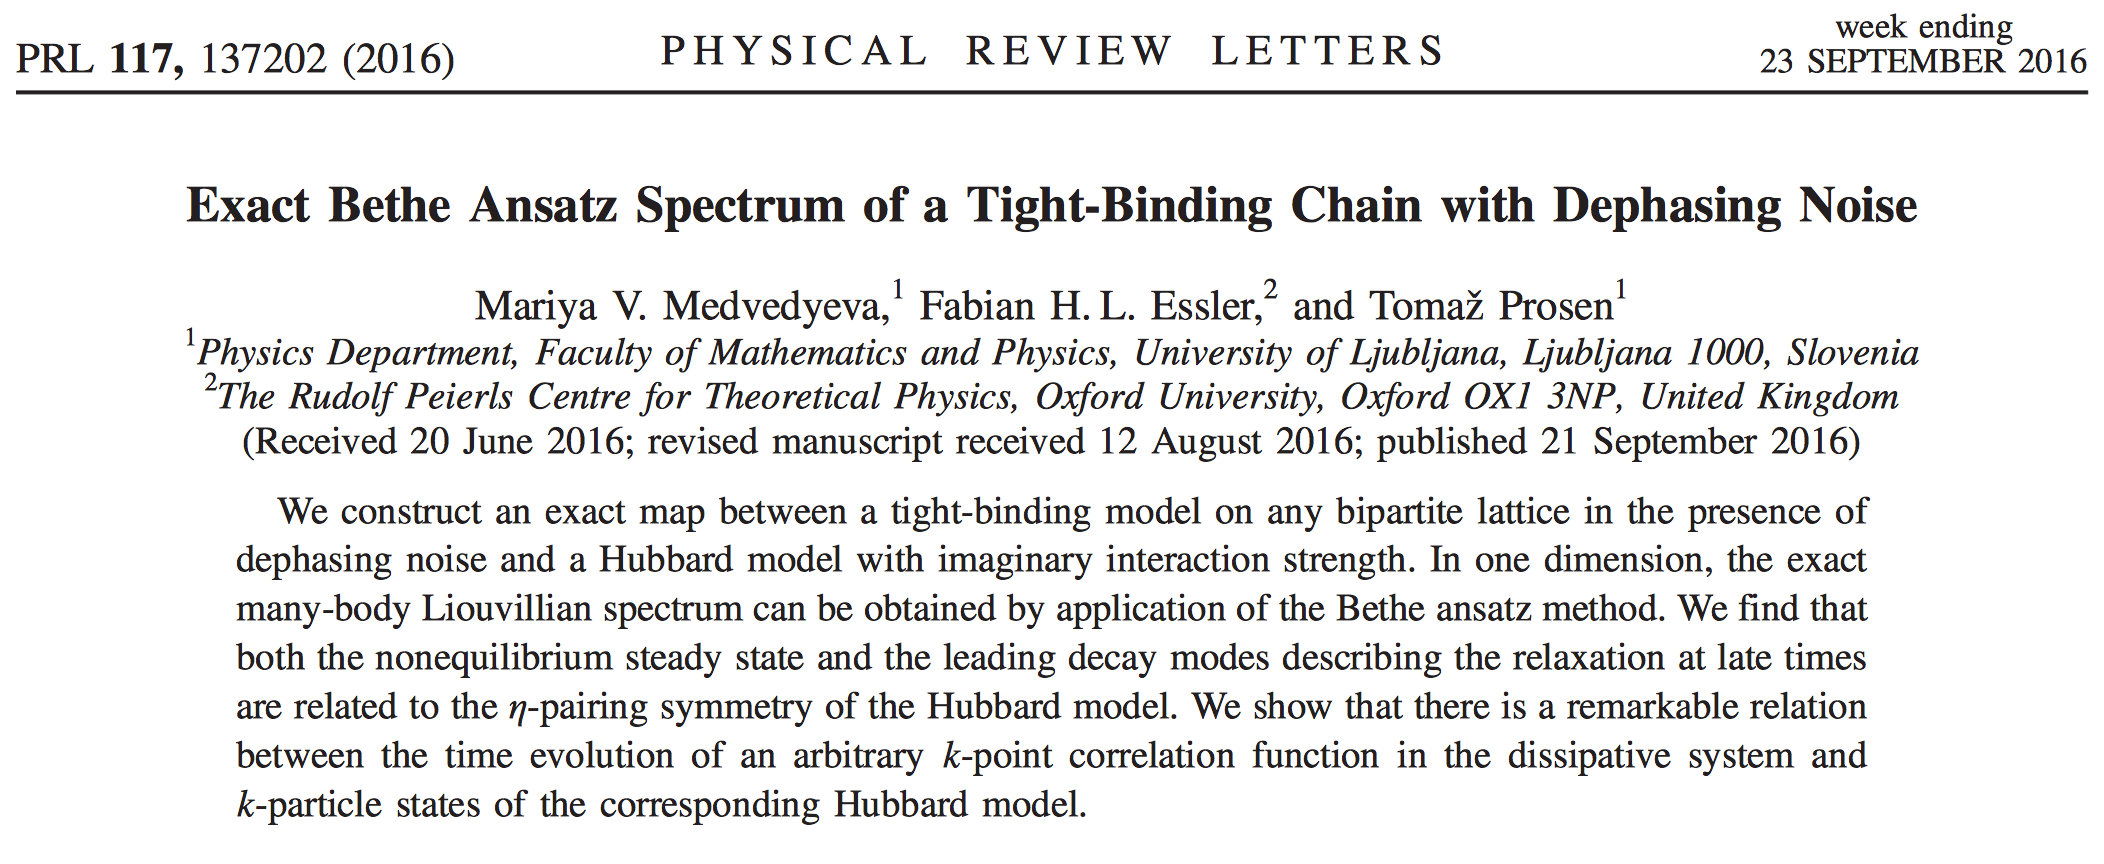 PRL 117, 137202 (2016)
PHYSICAL REVIEW LETTERS
week ending
23 SEPTEMBER 2016
Exact Bethe Ansatz Spectrum of a Tight-Binding Chain with Dephasing Noise
Mariya V. Medvedyeva,1 Fabian H. L. Essler,2 and Tomaž Prosen1
1Physics Department, Faculty of Mathematics and Physics, University of Ljubljana, Ljubljana 1000, Slovenia
2The Rudolf Peierls Centre for Theoretical Physics, Oxford University, Oxford OX1 3NP, United Kingdom
(Received 20 June 2016; revised manuscript received 12 August 2016; published 21 September 2016)
We construct an exact map between a tight-binding model on any bipartite lattice in the presence of
dephasing noise and a Hubbard model with imaginary interaction strength. In one dimension, the exact
many-body Liouvillian spectrum can be obtained by application of the Bethe ansatz method. We find that
both the nonequilibrium steady state and the leading decay modes describing the relaxation at late times
are related to the η-pairing symmetry of the Hubbard model. We show that there is a remarkable relation
between the time evolution of an arbitrary k-point correlation function in the dissipative system and
k-particle states of the corresponding Hubbard model.